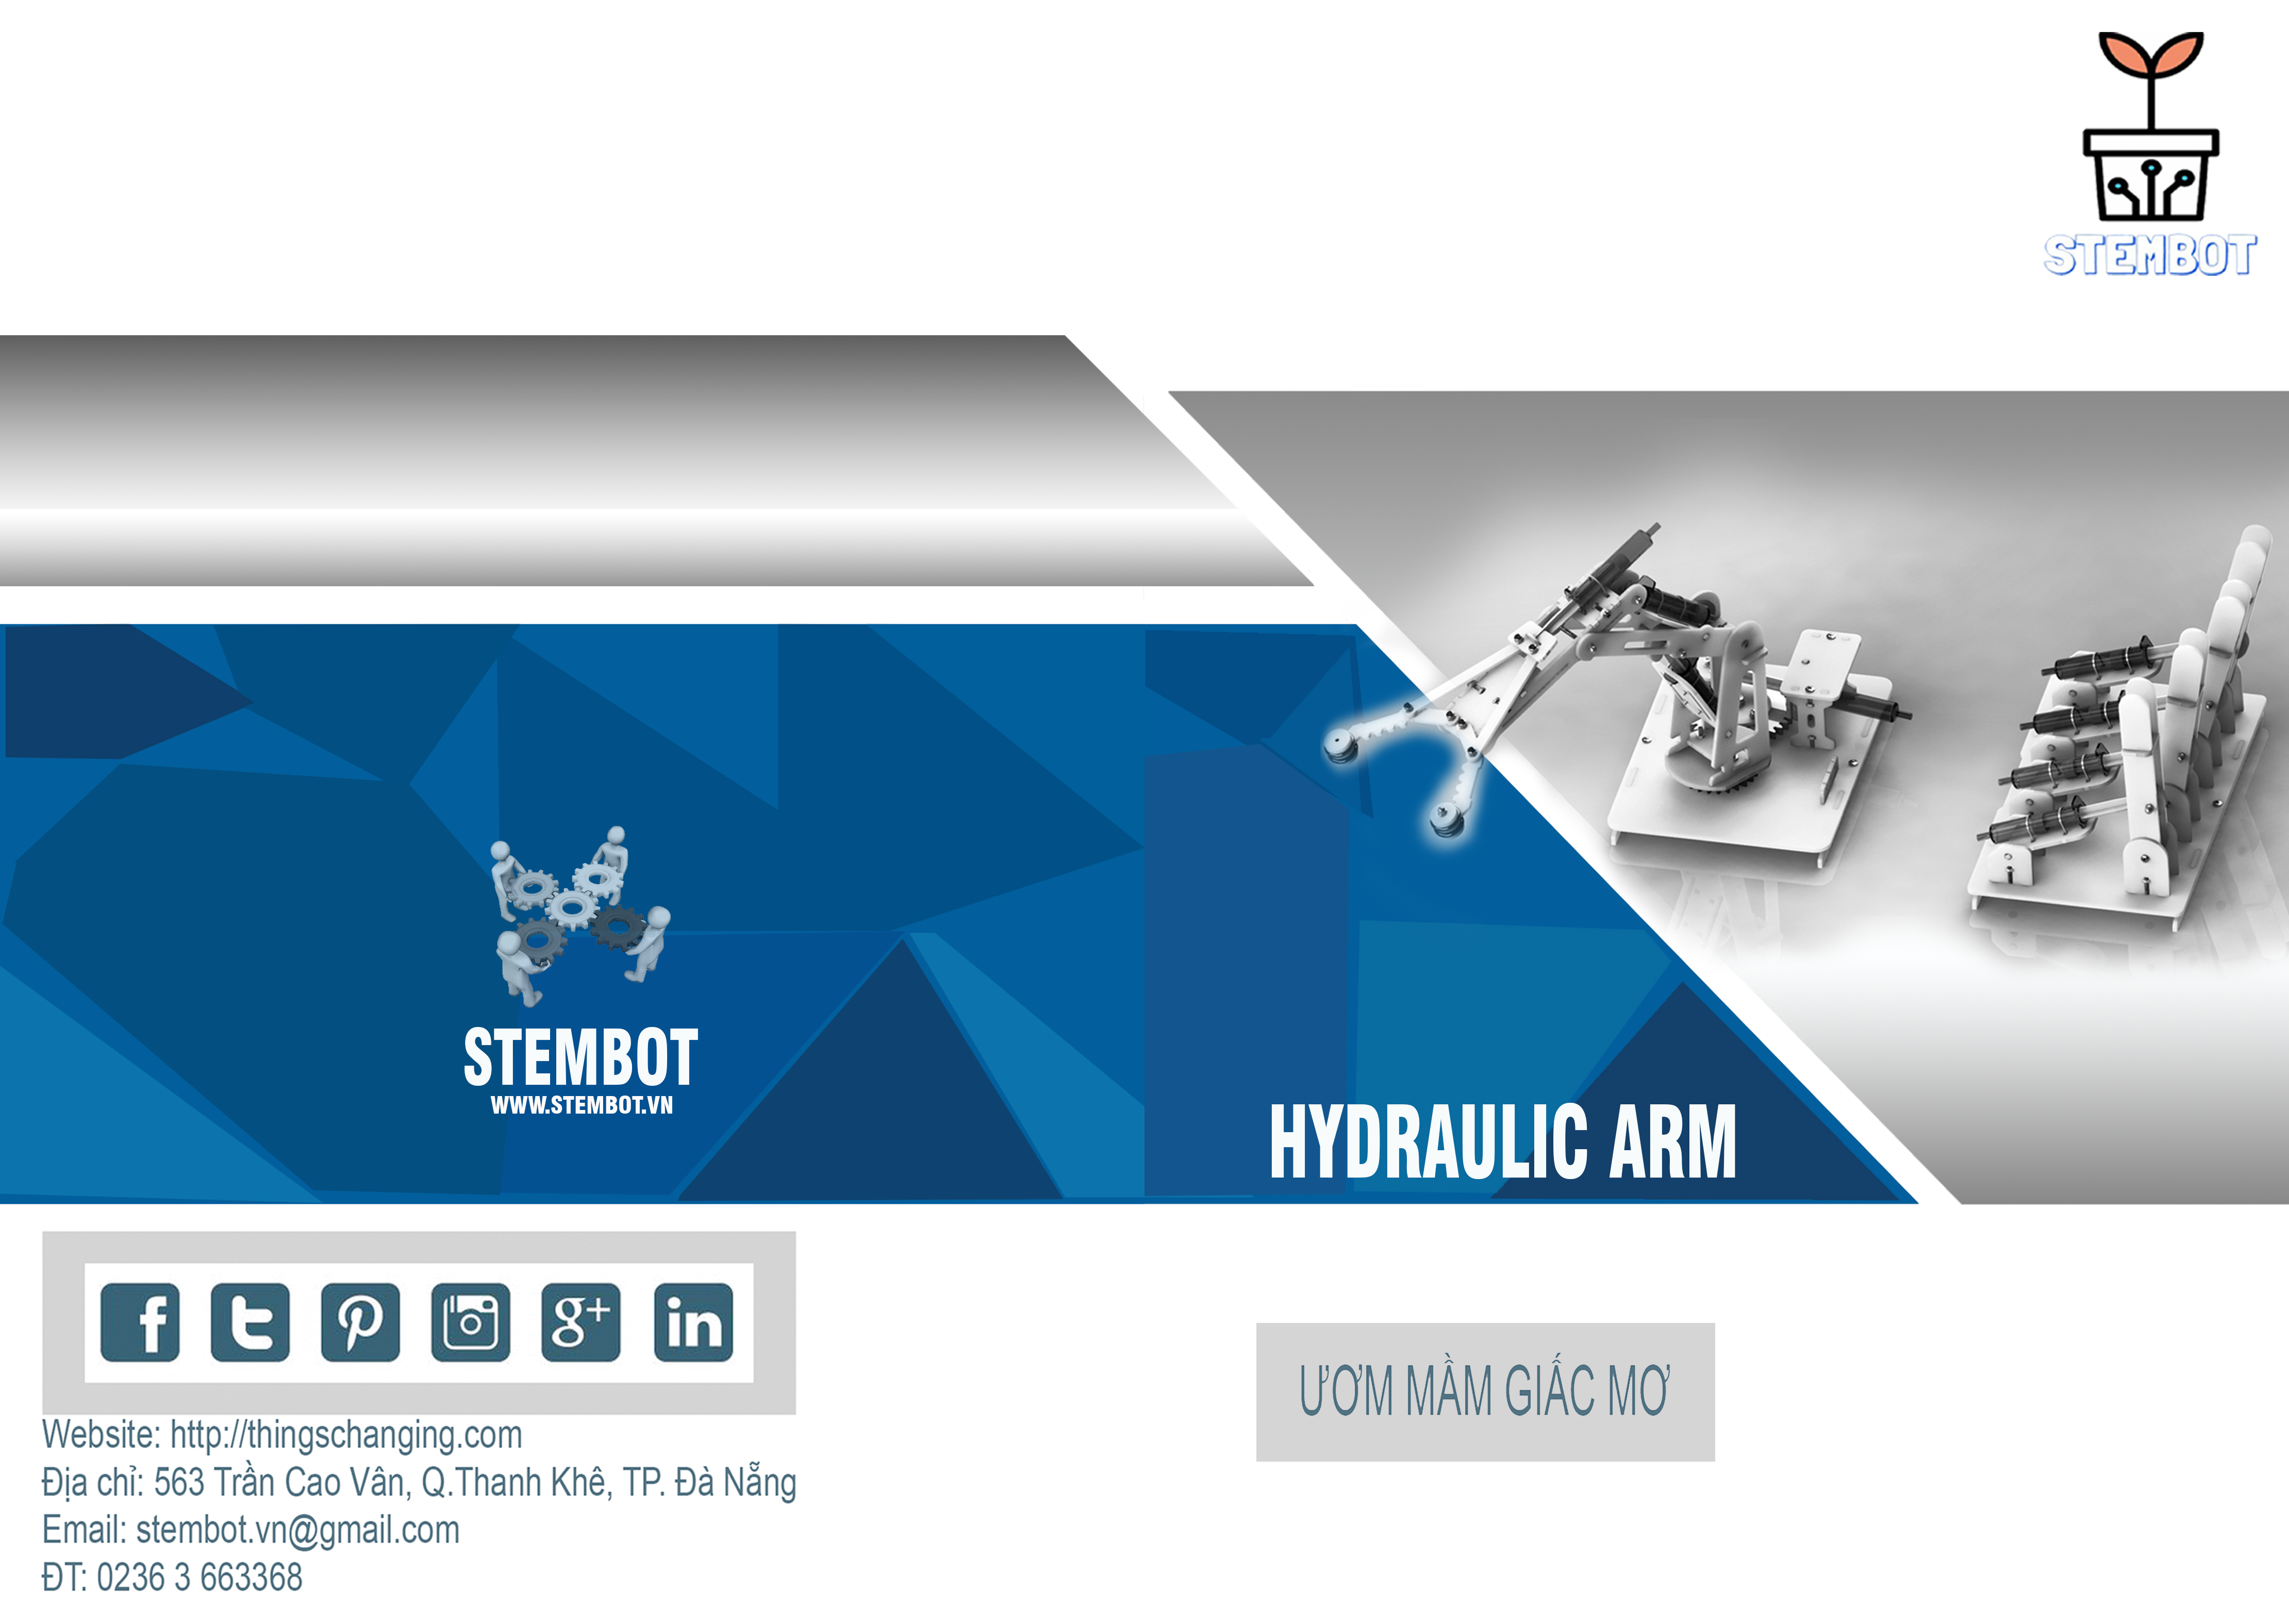 STEMBOT
STEMBOT
WWW.STEMBOT.VN
HYDRAULIC ARM
f t p g+ in
ƯƠM MẦM GIẤC MƠ
Website: http://thingschanging.com
Địa chỉ: 563 Trần Cao Vân, Q.Thanh Khê, TP. Đà Nẵng
Email: stembot.vn@gmail.com
ĐT: 0236 3 663368